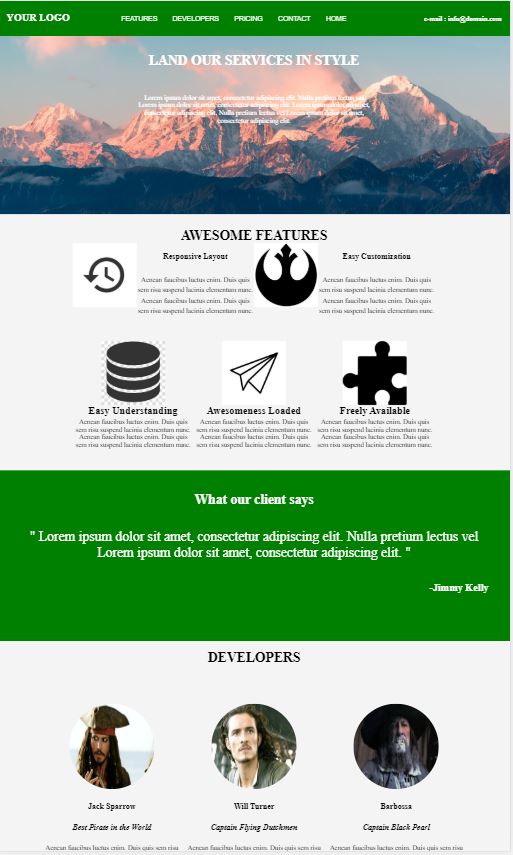 YOUR LOGO FEATURES DEVELOPERS PRICING CONTACT HOME e-mail : info@domain.com
LAND OUR SERVICES IN STYLE
Lorem ipsum dolor sit amet, consectetur adipiscing elit. Nulla pretium lectus vel
Lorem ipsum dolor sit amet, consectetur adipiscing elit. Lorem ipsum dolor sit amet,
consectetur adipiscing elit. Nulla pretium lectus vel Lorem ipsum dolor sit amet,
consectetur adipiscing elit.
AWESOME FEATURES
Responsive Layout
Aenean faucibus luctus enim. Duis quis
sem risu suspend lacinia elementum nunc.
Aenean faucibus luctus enim. Duis quis
sem risu suspend lacinia elementum nunc.
Easy Customization
Aenean faucibus luctus enim. Duis quis
sem risu suspend lacinia elementum nunc.
Aenean faucibus luctus enim. Duis quis
sem risu suspend lacinia elementum nunc.
Easy Understanding
Aenean faucibus luctus enim. Duis quis
sem risu suspend lacinia elementum nunc.
Aenean faucibus luctus enim. Duis quis
sem risu suspend lacinia elementum nunc.
Awesomeness Loaded
Aenean faucibus luctus enim. Duis quis
sem risu suspend lacinia elementum nunc.
Aenean faucibus luctus enim. Duis quis
sem risu suspend lacinia elementum nunc.
Freely Available
Aenean faucibus luctus enim. Duis quis
sem risu suspend lacinia elementum nunc.
Aenean faucibus luctus enim. Duis quis
sem risu suspend lacinia elementum nunc.
What our client says
" Lorem ipsum dolor sit amet, consectetur adipiscing elit. Nulla pretium lectus vel
Lorem ipsum dolor sit amet, consectetur adipiscing elit. "
-Jimmy Kelly
DEVELOPERS
Jack Sparrow
Best Pirate in the World
Aenean faucibus luctus enim. Duis quis sem risu
Will Turner
Captain Flying Dutchmen
Aenean faucibus luctus enim. Duis quis sem risu
Barbossa
Captain Black Pearl
Aenean faucibus luctus enim. Duis quis sem risu